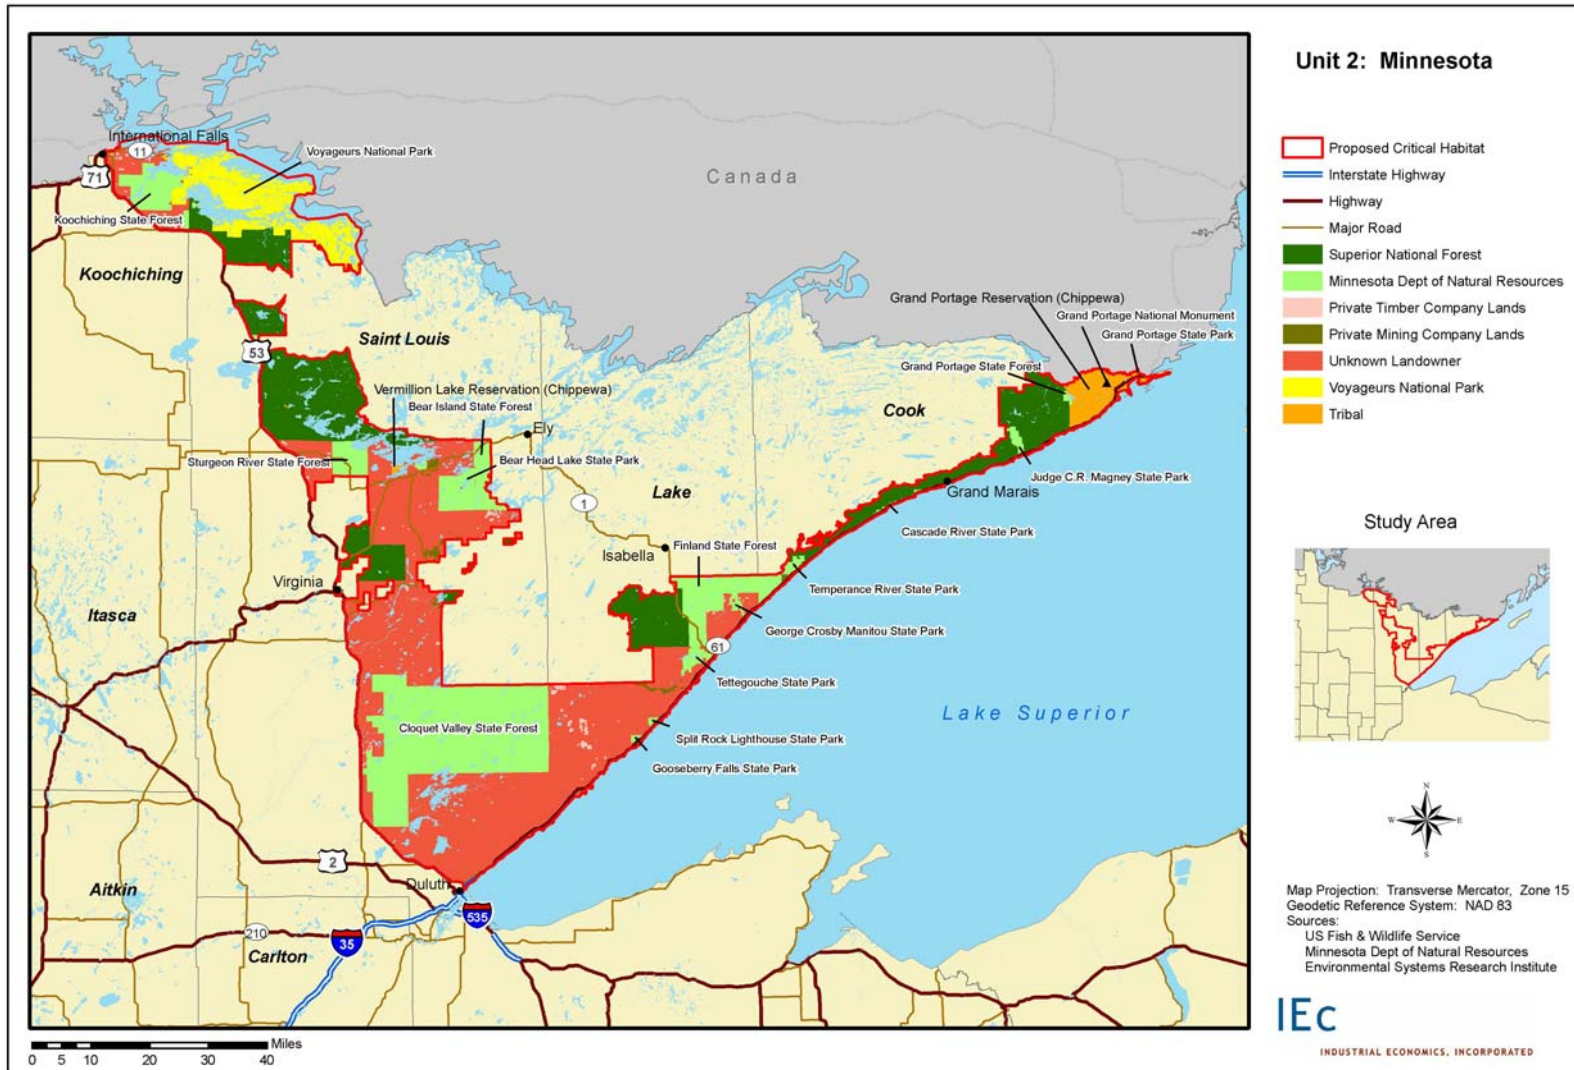 Unit 2: Minnesota
International Falls
11
71
Voyageurs National Park
Canada
Koochiching State Forest
Koochiching
Saint Louis
53
Vermillion Lake Reservation (Chippewa)
Bear Island State Forest
Ely
Sturgeon River State Forest
Bear Head Lake State Park
Grand Portage Reservation (Chippewa)
Grand Portage National Monument
Grand Portage State Park
Grand Portage State Forest
Cook
Judge C.R. Magney State Park
Grand Marais
Lake
1
Cascade River State Park
Isabella
Finland State Forest
Virginia
Temperance River State Park
Itasca
George Crosby Manitou State Park
61
Tettegouche State Park
Cloquet Valley State Forest
Lake Superior
Split Rock Lighthouse State Park
Gooseberry Falls State Park
2
Duluth
Aitkin
535
210
35
Carlton
Miles
0 5 10 20 30 40
Proposed Critical Habitat
Interstate Highway
Highway
Major Road
Superior National Forest
Minnesota Dept of Natural Resources
Private Timber Company Lands
Private Mining Company Lands
Unknown Landowner
Voyageurs National Park
Tribal
Study Area
N
W E
S
Map Projection: Transverse Mercator, Zone 15
Geodetic Reference System: NAD 83
Sources:
US Fish & Wildlife Service
Minnesota Dept of Natural Resources
Environmental Systems Research Institute
IEc
INDUSTRIAL ECONOMICS, INCORPORATED